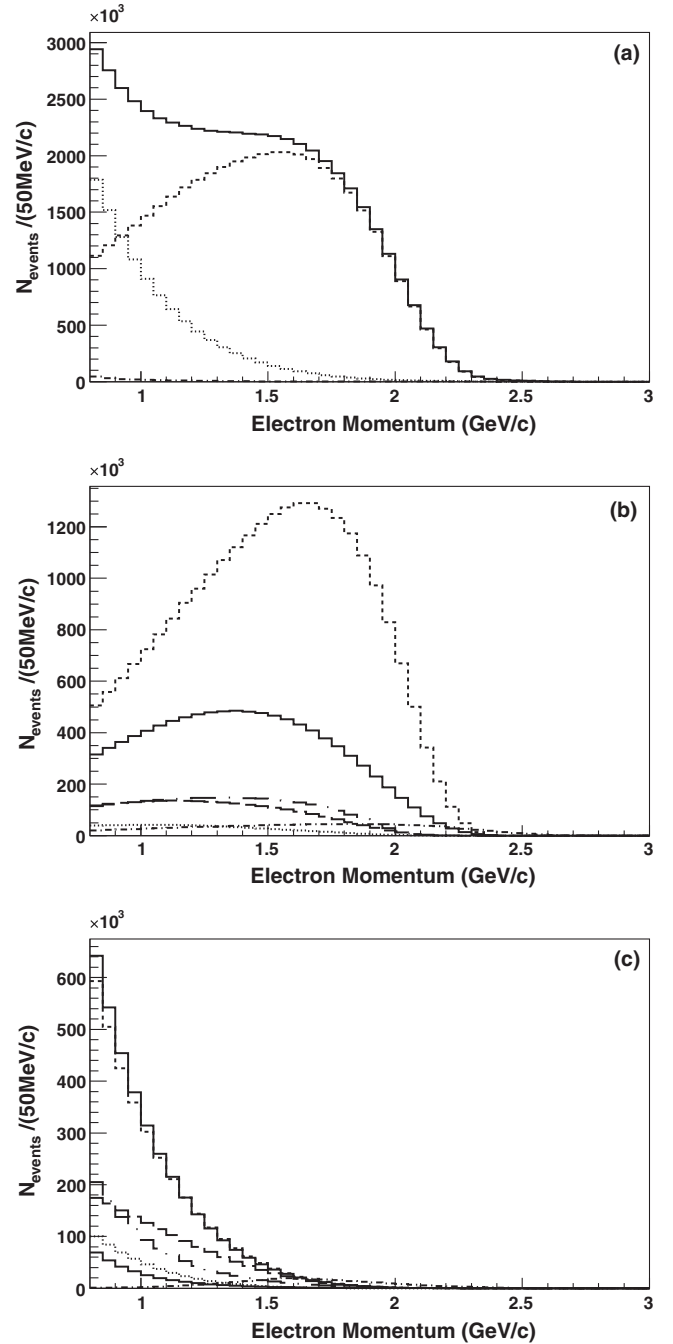 ×10³
(a)
3000
2500
2000
1500
1000
500
0
N_events /(50MeV/c)
1 1.5 2 2.5 3
Electron Momentum (GeV/c)
×10³
(b)
1200
1000
800
600
400
200
0
N_events /(50MeV/c)
1 1.5 2 2.5 3
Electron Momentum (GeV/c)
×10³
(c)
600
500
400
300
200
100
0
N_events /(50MeV/c)
1 1.5 2 2.5 3
Electron Momentum (GeV/c)